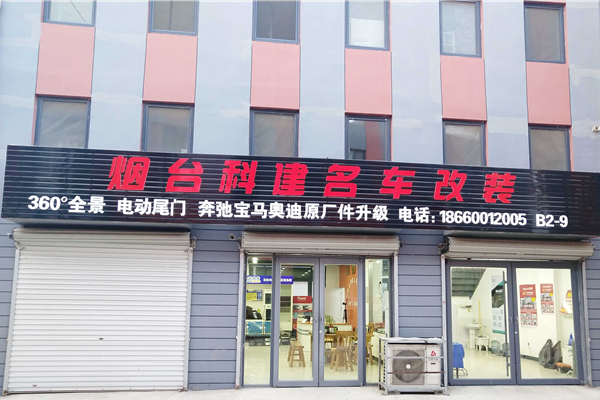 烟台科建名车改装
360°全景 电动尾门 奔弛宝马奥迪原厂件升级 电话:18660012005 B2-9